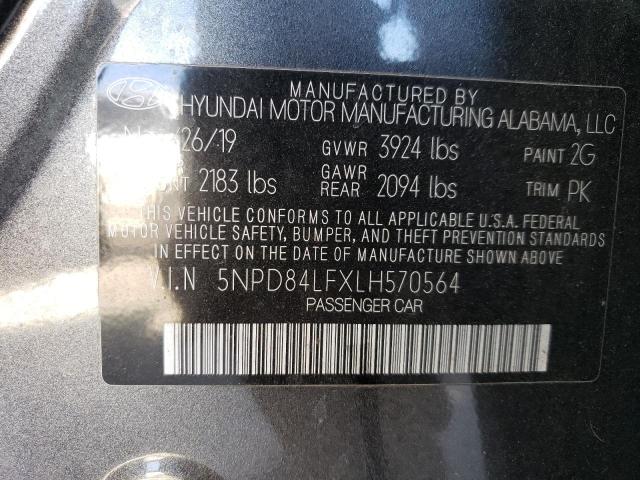 MANUFACTURED BY
HYUNDAI MOTOR MANUFACTURING ALABAMA, LLC
26/19 GVWR 3924 lbs PAINT 2G
2183 lbs GAWR REAR 2094 lbs TRIM PK
THIS VEHICLE CONFORMS TO ALL APPLICABLE U.S.A. FEDERAL
MOTOR VEHICLE SAFETY, BUMPER, AND THEFT PREVENTION STANDARDS
IN EFFECT ON THE DATE OF MANUFACTURE SHOWN ABOVE
V.I.N 5NPD84LFXLH570564
PASSENGER CAR